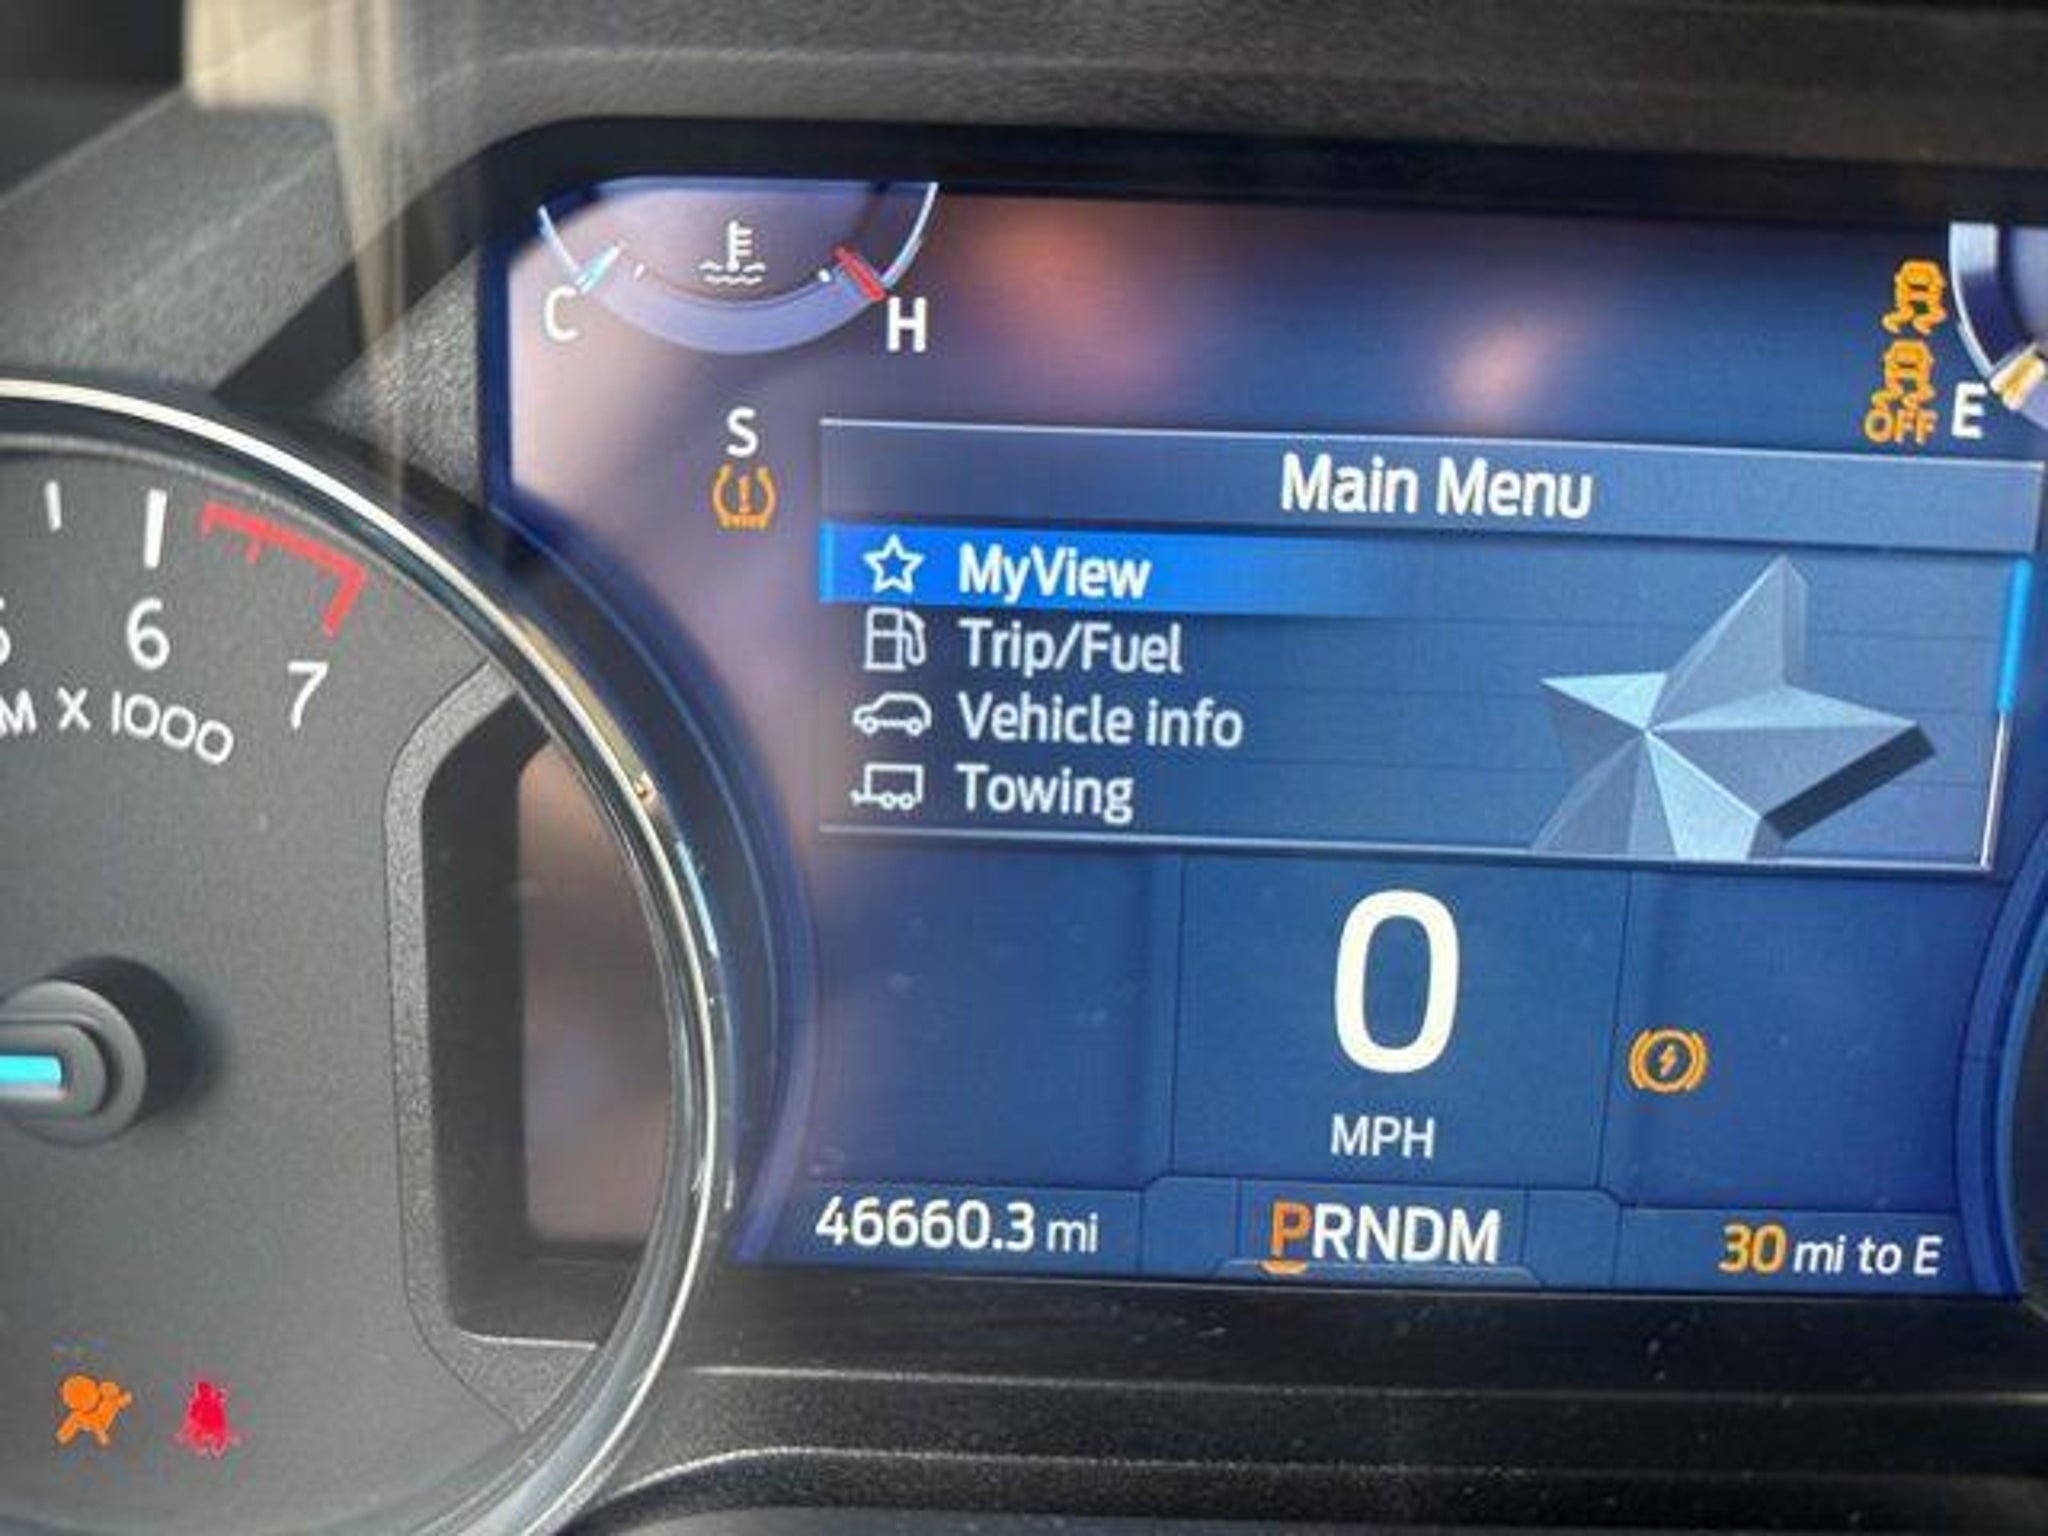 C
H
S
OFF
E
Main Menu
MyView
Trip/Fuel
Vehicle info
Towing
6
7
M X 1000
0
MPH
46660.3 mi
PRNDM
30 mi to E